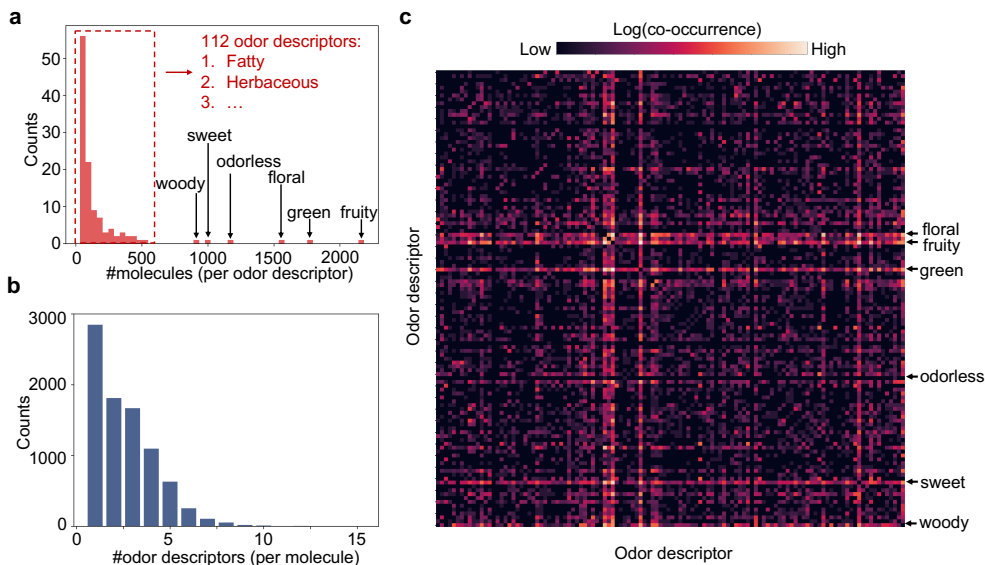 a
112 odor descriptors:
1. Fatty
2. Herbaceous
3. ...
sweet
odorless
woody
floral
green
fruity
50
40
30
20
10
0
Counts
0
500
1000
1500
2000
#molecules (per odor descriptor)
b
3000
2000
1000
0
Counts
0
5
10
15
#odor descriptors (per molecule)
c
Log(co-occurrence)
Low
High
Odor descriptor
floral
fruity
green
odorless
sweet
woody
Odor descriptor